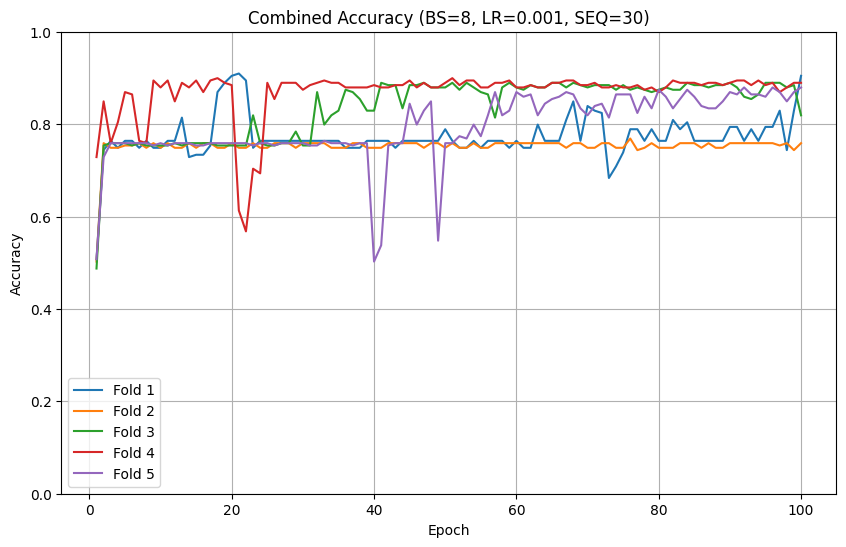 Combined Accuracy (BS=8, LR=0.001, SEQ=30)
1.0
0.8
0.6
0.4
0.2
0.0
Accuracy
Fold 1
Fold 2
Fold 3
Fold 4
Fold 5
0 20 40 60 80 100
Epoch